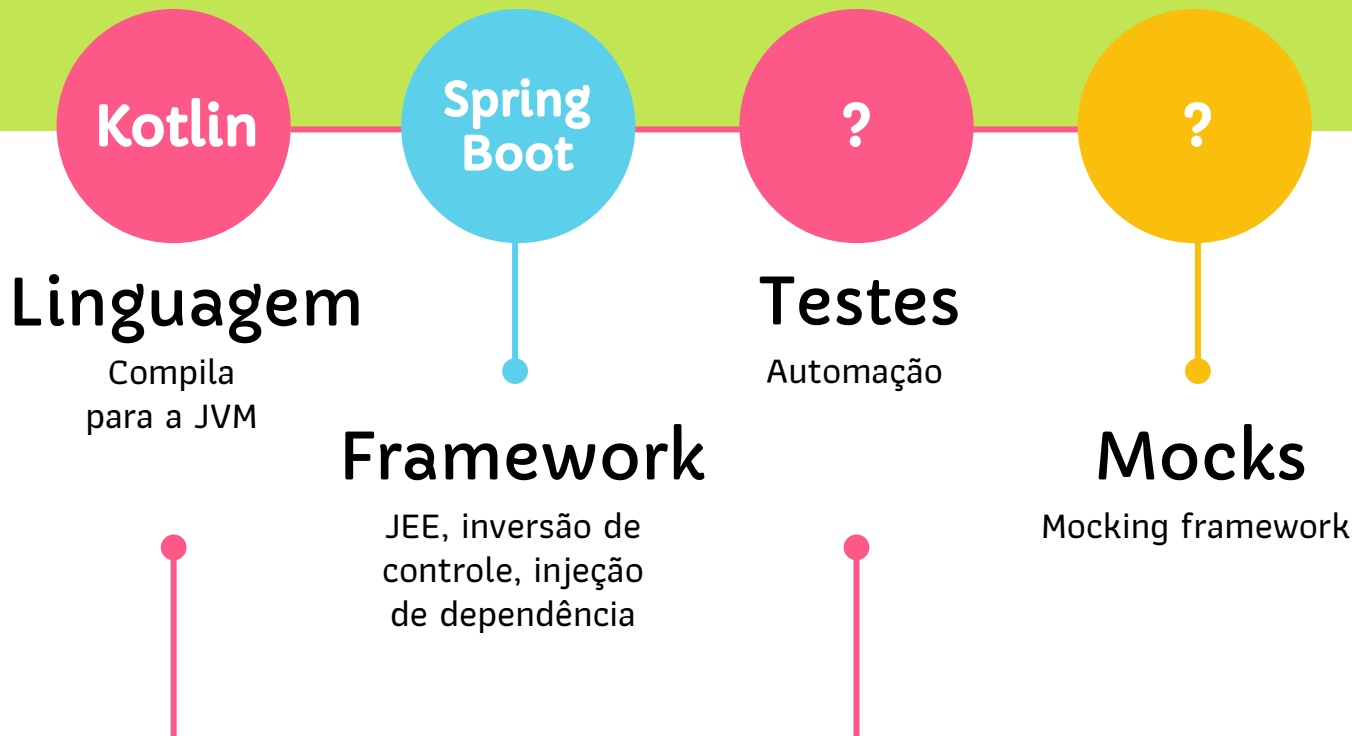 Kotlin
Spring
Boot
?
?
Linguagem
Compila
para a JVM
Framework
JEE, inversão de
controle, injeção
de dependência
Testes
Automação
Mocks
Mocking framework